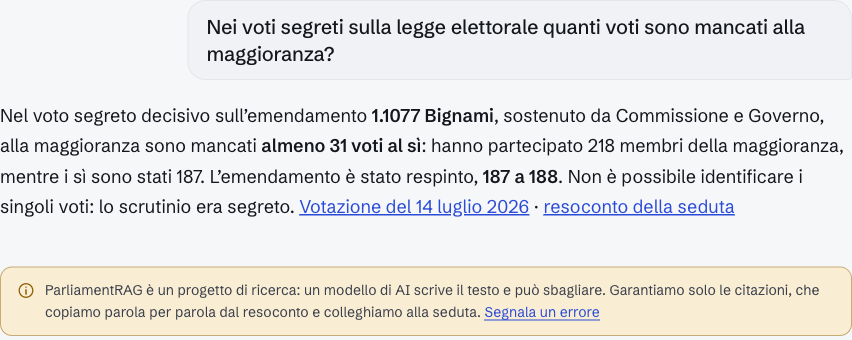 Nei voti segreti sulla legge elettorale quanti voti sono mancati alla
maggioranza?
Nel voto segreto decisivo sull’emendamento 1.1077 Bignami, sostenuto da Commissione e Governo,
alla maggioranza sono mancati almeno 31 voti al sì: hanno partecipato 218 membri della maggioranza,
mentre i sì sono stati 187. L’emendamento è stato respinto, 187 a 188. Non è possibile identificare i
singoli voti: lo scrutinio era segreto. Votazione del 14 luglio 2026 · resoconto della seduta
ParliamentRAG è un progetto di ricerca: un modello di AI scrive il testo e può sbagliare. Garantiamo solo le citazioni, che
copiamo parola per parola dal resoconto e colleghiamo alla seduta. Segnala un errore